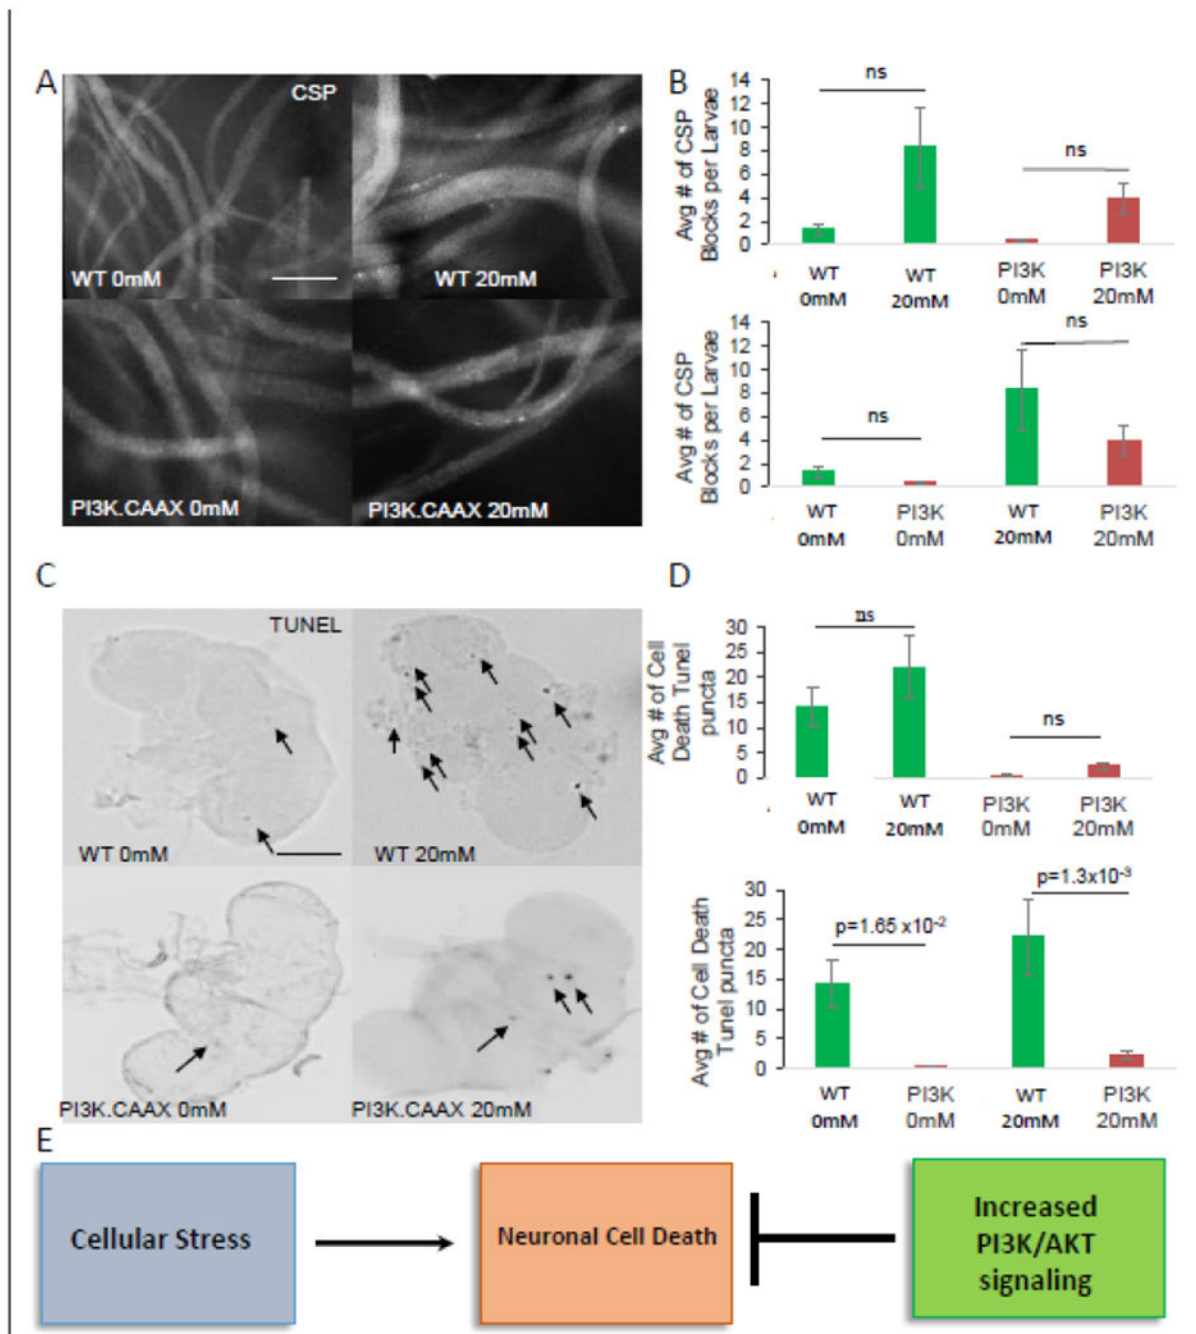 A
CSP
WT 0mM
WT 20mM
PI3K.CAAX 0mM
PI3K.CAAX 20mM
B
Avg # of CSP
Blocks per Larvae
14
12
10
8
6
4
2
0
ns
ns
WT
0mM
WT
20mM
PI3K
0mM
PI3K
20mM
Avg # of CSP
Blocks per Larvae
14
12
10
8
6
4
2
0
ns
ns
WT
0mM
PI3K
0mM
WT
20mM
PI3K
20mM
C
TUNEL
WT 0mM
WT 20mM
PI3K.CAAX 0mM
PI3K.CAAX 20mM
D
Avg # of Cell
Death Tunel
puncta
30
25
20
15
10
5
0
ns
ns
WT
0mM
WT
20mM
PI3K
0mM
PI3K
20mM
Avg # of Cell Death
Tunel puncta
30
25
20
15
10
5
0
p=1.65 x10-2
p=1.3x10-3
WT
0mM
PI3K
0mM
WT
20mM
PI3K
20mM
E
Cellular Stress
Neuronal Cell Death
Increased
PI3K/AKT
signaling